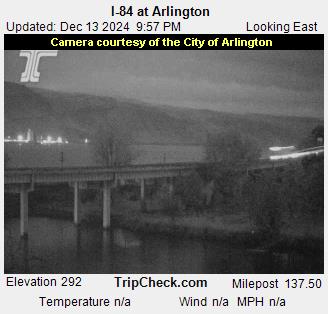 I-84 at Arlington
Updated: Dec 13 2024 9:57 PM Looking East
Camera courtesy of the City of Arlington
Elevation 292 TripCheck.com Milepost 137.50
Temperature n/a Wind n/a MPH n/a